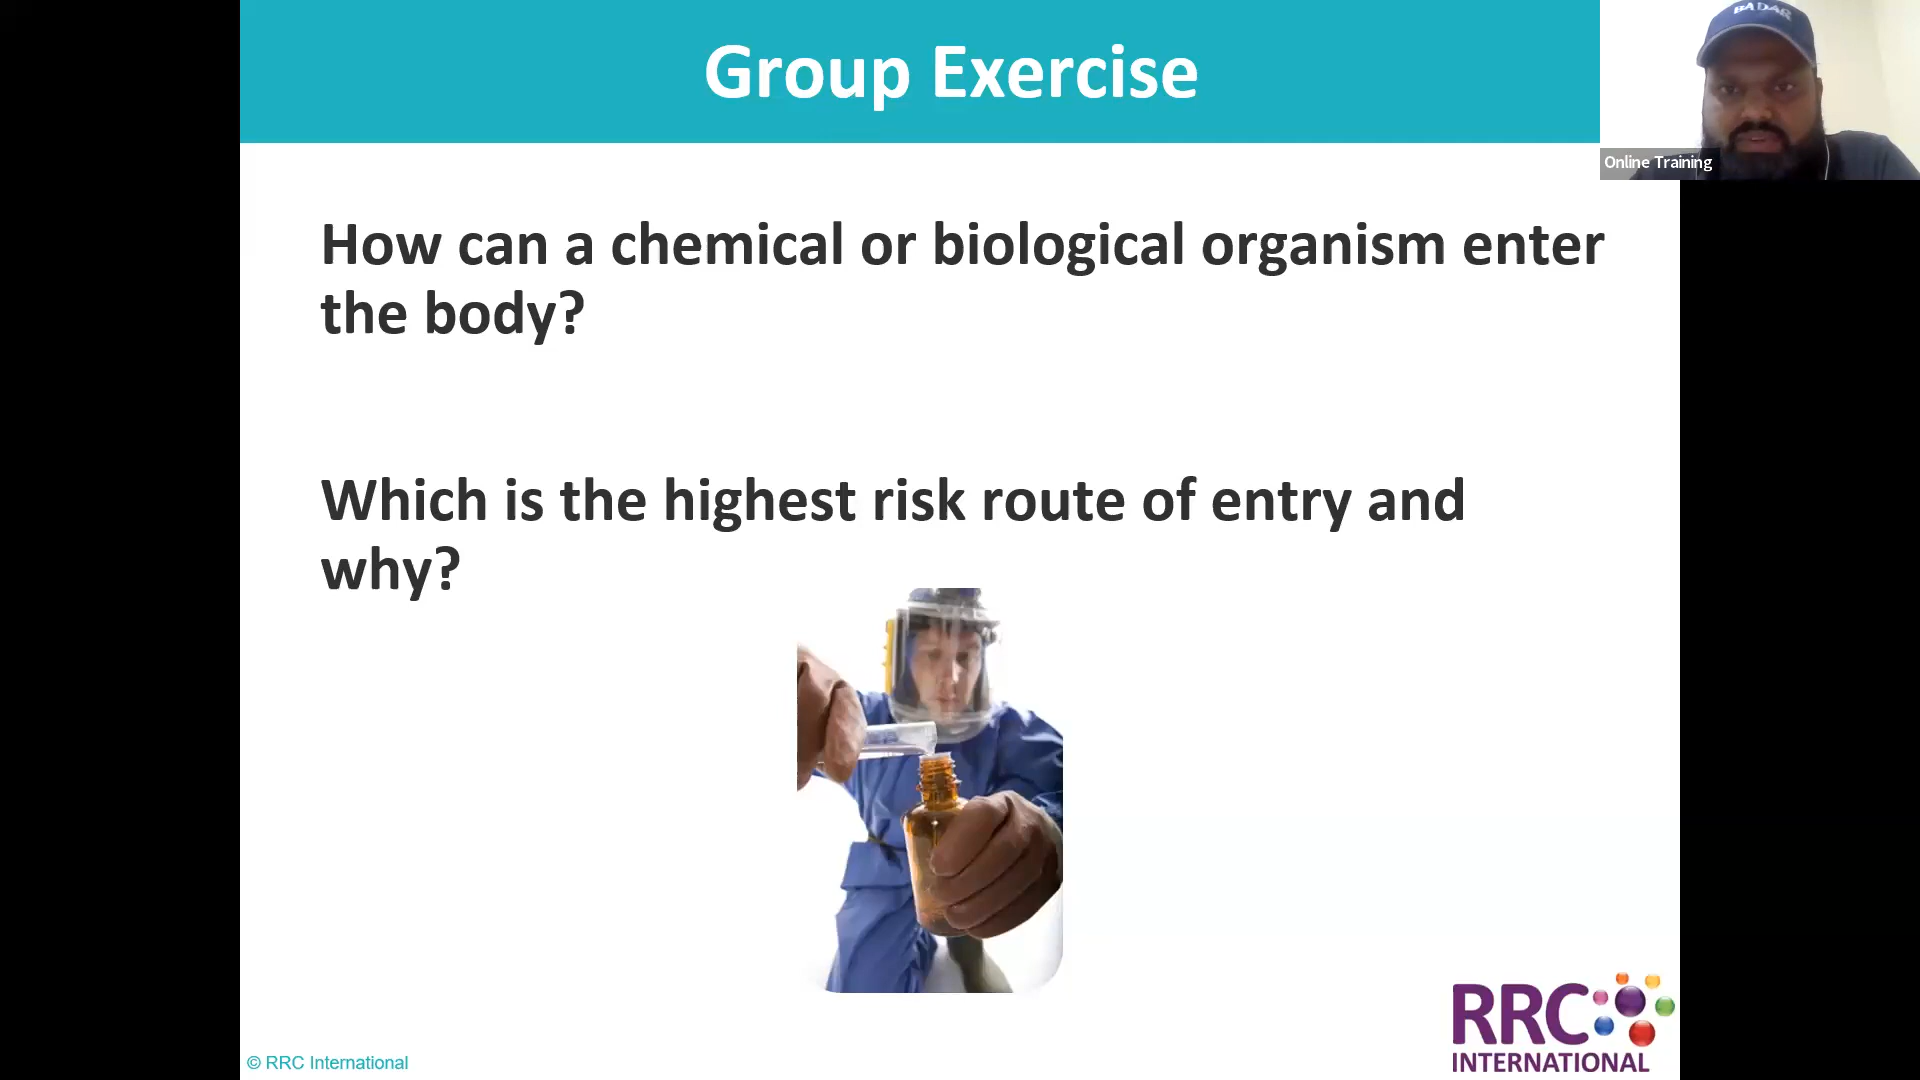 Group Exercise
BADAR
Online Training
How can a chemical or biological organism enter
the body?
Which is the highest risk route of entry and
why?
RRC
INTERNATIONAL
© RRC International